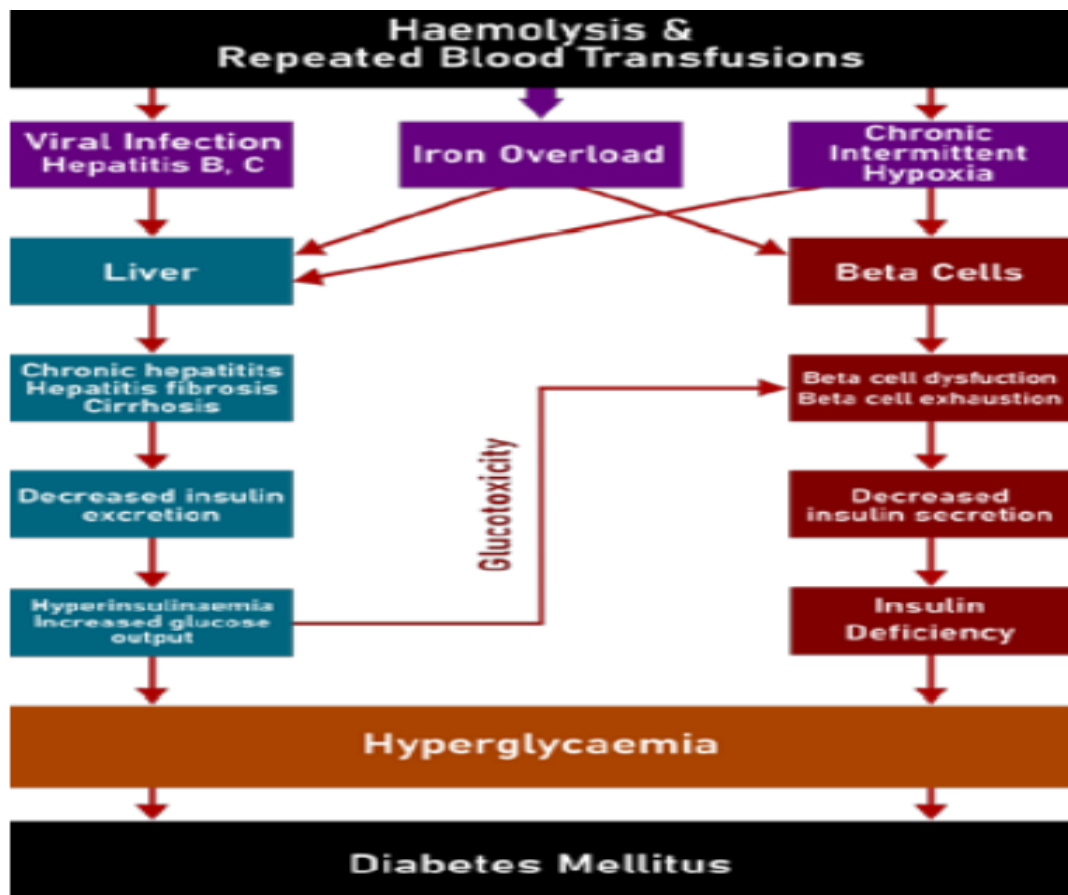 Haemolysis &
Repeated Blood Transfusions
Viral Infection
Hepatitis B, C
Iron Overload
Chronic
Intermittent
Hypoxia
Liver
Beta Cells
Chronic hepatitits
Hepatitis fibrosis
Cirrhosis
Beta cell dysfuction
Beta cell exhaustion
Glucotoxicity
Decreased insulin
excretion
Decreased
insulin secretion
Hyperinsulinaemia
Increased glucose
output
Insulin
Deficiency
Hyperglycaemia
Diabetes Mellitus